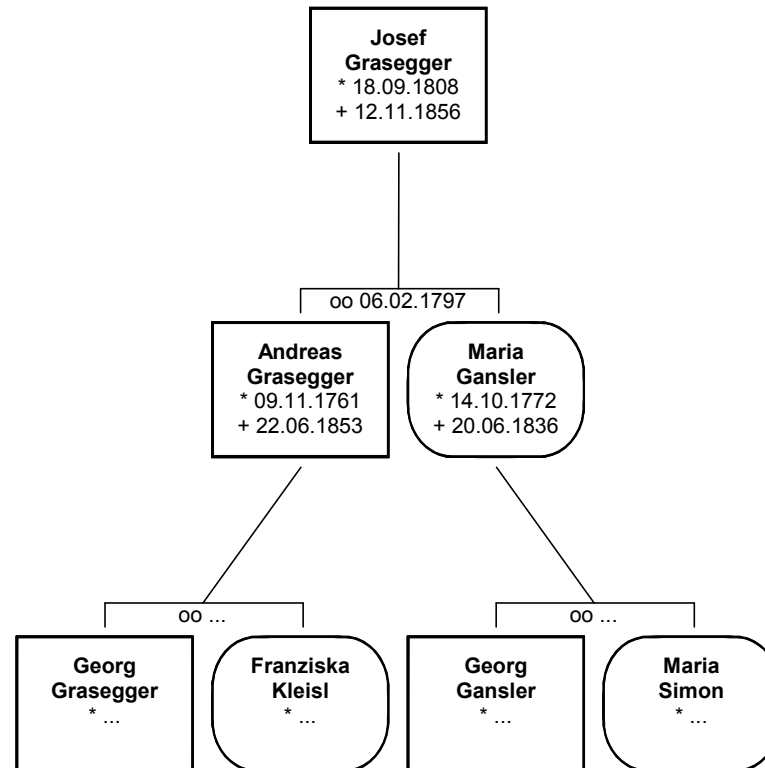 Josef
Grasegger
* 18.09.1808
+ 12.11.1856
oo 06.02.1797
Andreas
Grasegger
* 09.11.1761
+ 22.06.1853
Maria
Gansler
* 14.10.1772
+ 20.06.1836
oo ...
oo ...
Georg
Grasegger
* ...
Franziska
Kleisl
* ...
Georg
Gansler
* ...
Maria
Simon
* ...